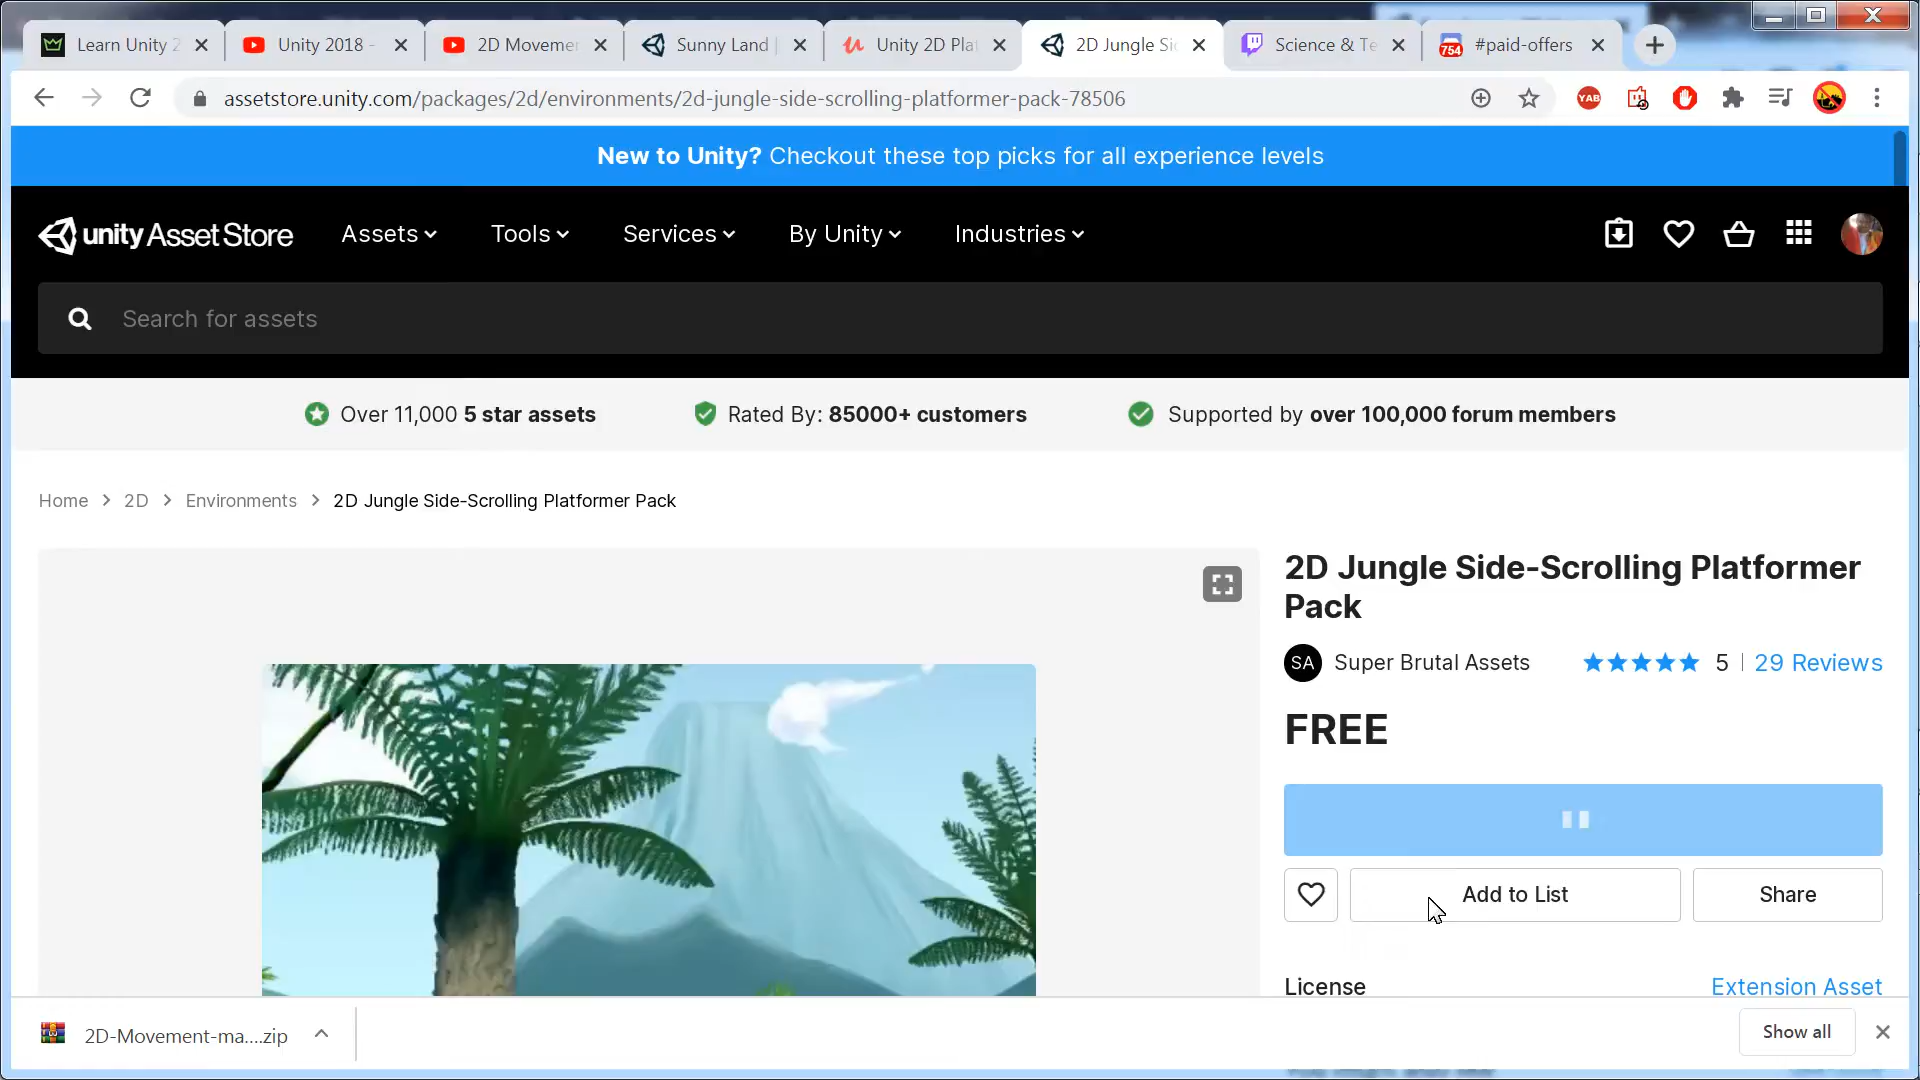 Learn Unity 2
Unity 2018 -
2D Movemen
Sunny Land |
Unity 2D Pla
2D Jungle Si
Science & Te
754
#paid-offers
assetstore.unity.com/packages/2d/environments/2d-jungle-side-scrolling-platformer-pack-78506
YAB
New to Unity? Checkout these top picks for all experience levels
unity Asset Store
Assets
Tools
Services
By Unity
Industries
Search for assets
Over 11,000 5 star assets
Rated By: 85000+ customers
Supported by over 100,000 forum members
Home > 2D > Environments > 2D Jungle Side-Scrolling Platformer Pack
2D Jungle Side-Scrolling Platformer
Pack
SA Super Brutal Assets
5 | 29 Reviews
FREE
Add to List
Share
License
Extension Asset
2D-Movement-ma....zip
Show all